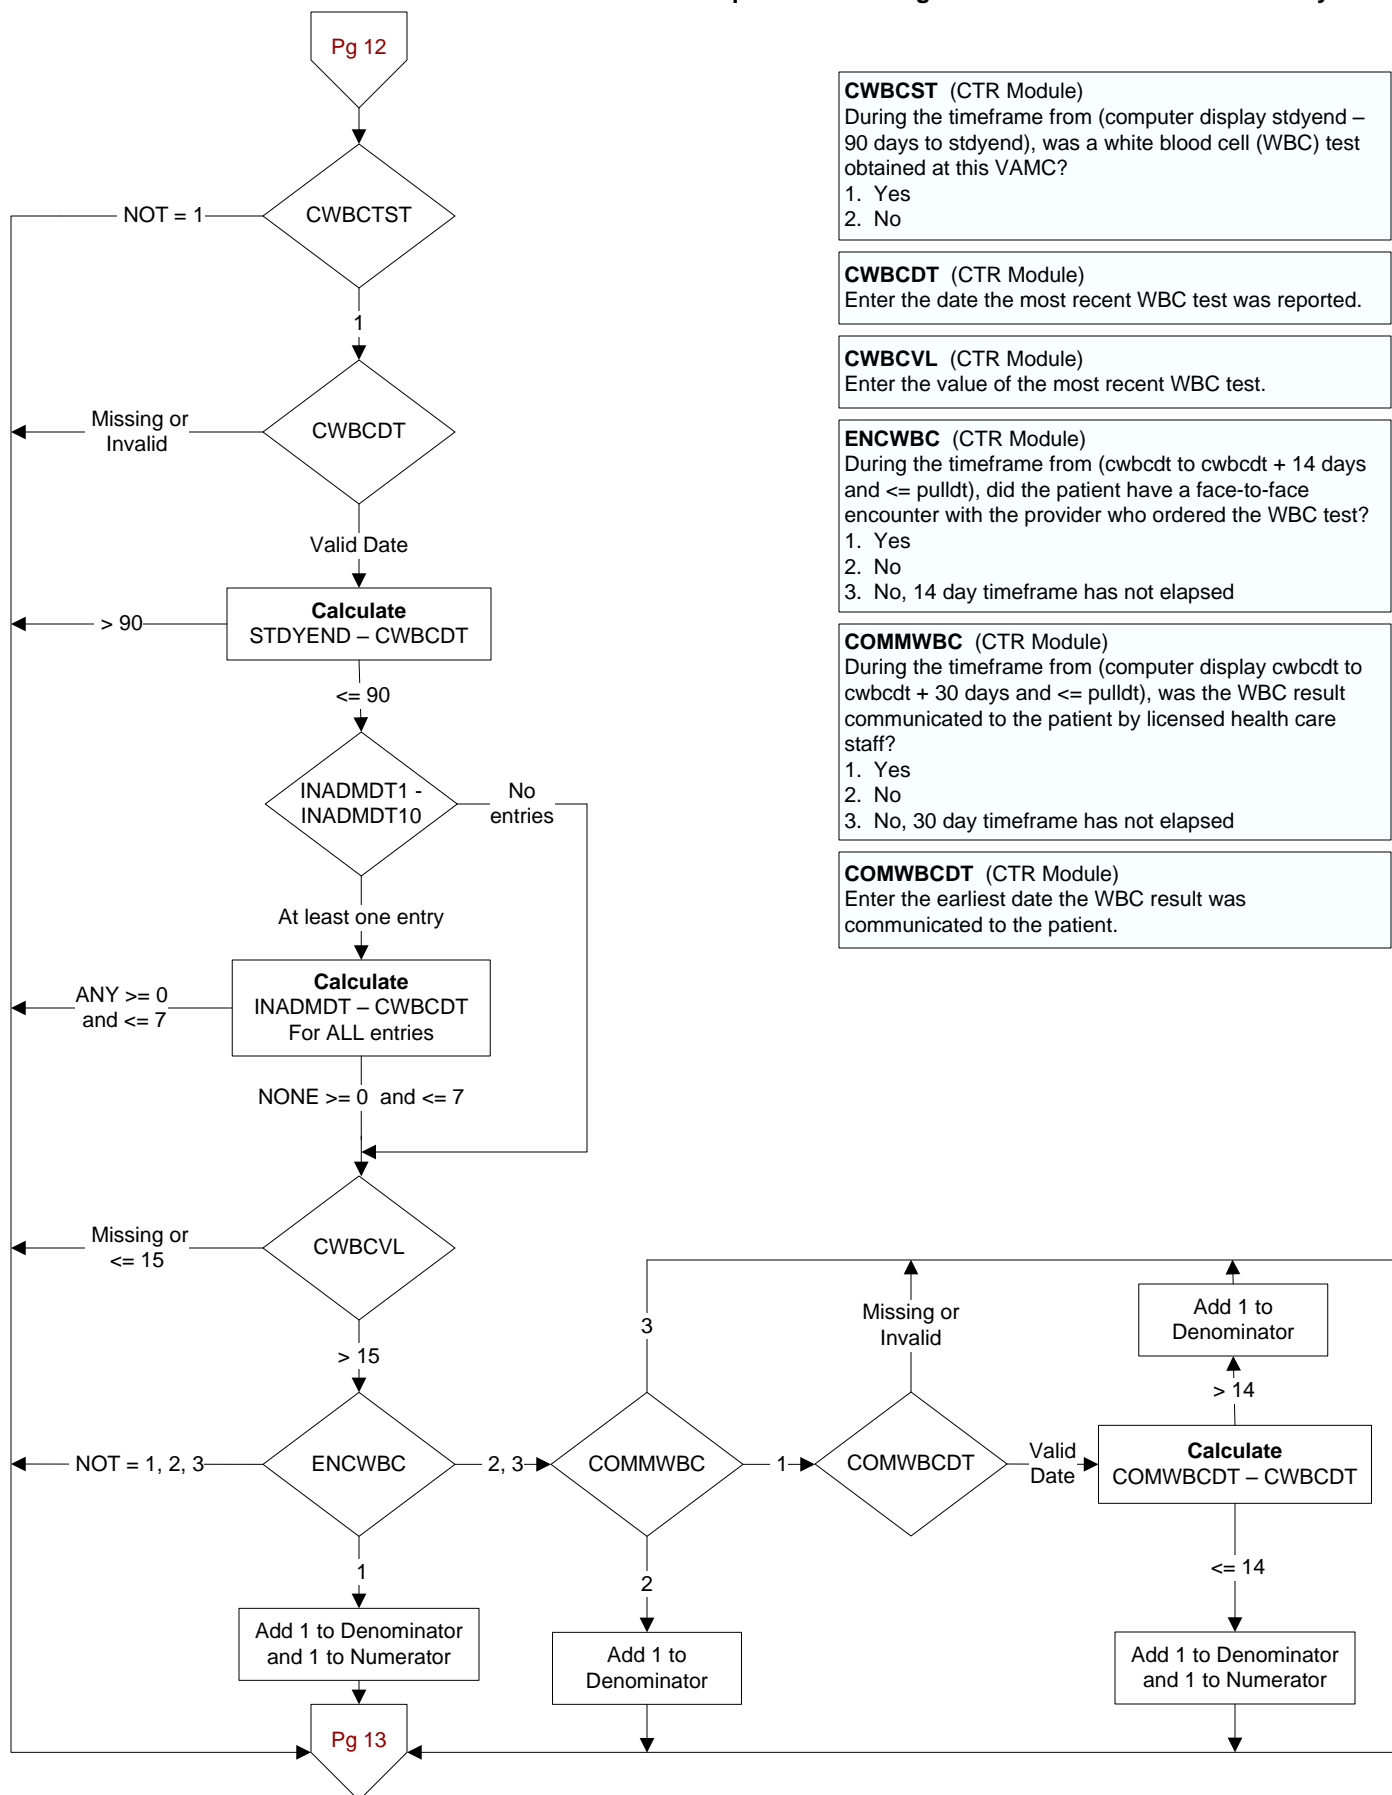 Pg 12
CWBCTST
NOT = 1
1
CWBCDT
Missing or
Invalid
Valid Date
Calculate
STDYEND – CWBCDT
> 90
<= 90
INADMDT1 -
INADMDT10
No
entries
At least one entry
Calculate
INADMDT – CWBCDT
For ALL entries
ANY >= 0
and <= 7
NONE >= 0 and <= 7
CWBCVL
Missing or
<= 15
> 15
ENCWBC
NOT = 1, 2, 3
2, 3
1
Add 1 to Denominator
and 1 to Numerator
Pg 13
COMMWBC
3
1
2
Add 1 to
Denominator
COMWBCDT
Missing or
Invalid
Valid
Date
Calculate
COMWBCDT – CWBCDT
> 14
Add 1 to
Denominator
<= 14
Add 1 to Denominator
and 1 to Numerator
CWBCST (CTR Module)
During the timeframe from (computer display stdyend –
90 days to stdyend), was a white blood cell (WBC) test
obtained at this VAMC?
1. Yes
2. No
CWBCDT (CTR Module)
Enter the date the most recent WBC test was reported.
CWBCVL (CTR Module)
Enter the value of the most recent WBC test.
ENCWBC (CTR Module)
During the timeframe from (cwbcdt to cwbcdt + 14 days
and <= pulldt), did the patient have a face-to-face
encounter with the provider who ordered the WBC test?
1. Yes
2. No
3. No, 14 day timeframe has not elapsed
COMMWBC (CTR Module)
During the timeframe from (computer display cwbcdt to
cwbcdt + 30 days and <= pulldt), was the WBC result
communicated to the patient by licensed health care
staff?
1. Yes
2. No
3. No, 30 day timeframe has not elapsed
COMWBCDT (CTR Module)
Enter the earliest date the WBC result was
communicated to the patient.